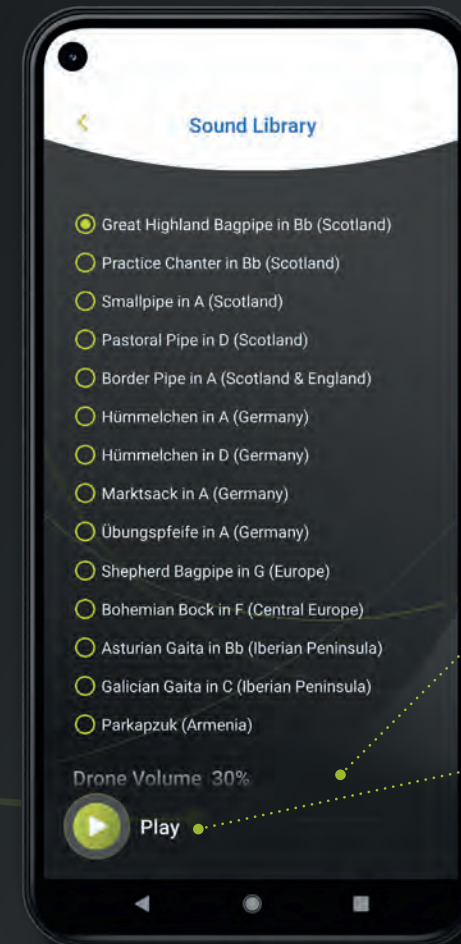 Sound Library
Great Highland Bagpipe in Bb (Scotland)
Practice Chanter in Bb (Scotland)
Smallpipe in A (Scotland)
Pastoral Pipe in D (Scotland)
Border Pipe in A (Scotland & England)
Hümmelchen in A (Germany)
Hümmelchen in D (Germany)
Marktsack in A (Germany)
Übungspfeife in A (Germany)
Shepherd Bagpipe in G (Europe)
Bohemian Bock in F (Central Europe)
Asturian Gaita in Bb (Iberian Peninsula)
Galician Gaita in C (Iberian Peninsula)
Parkapzuk (Armenia)
Drone Volume 30%
Play